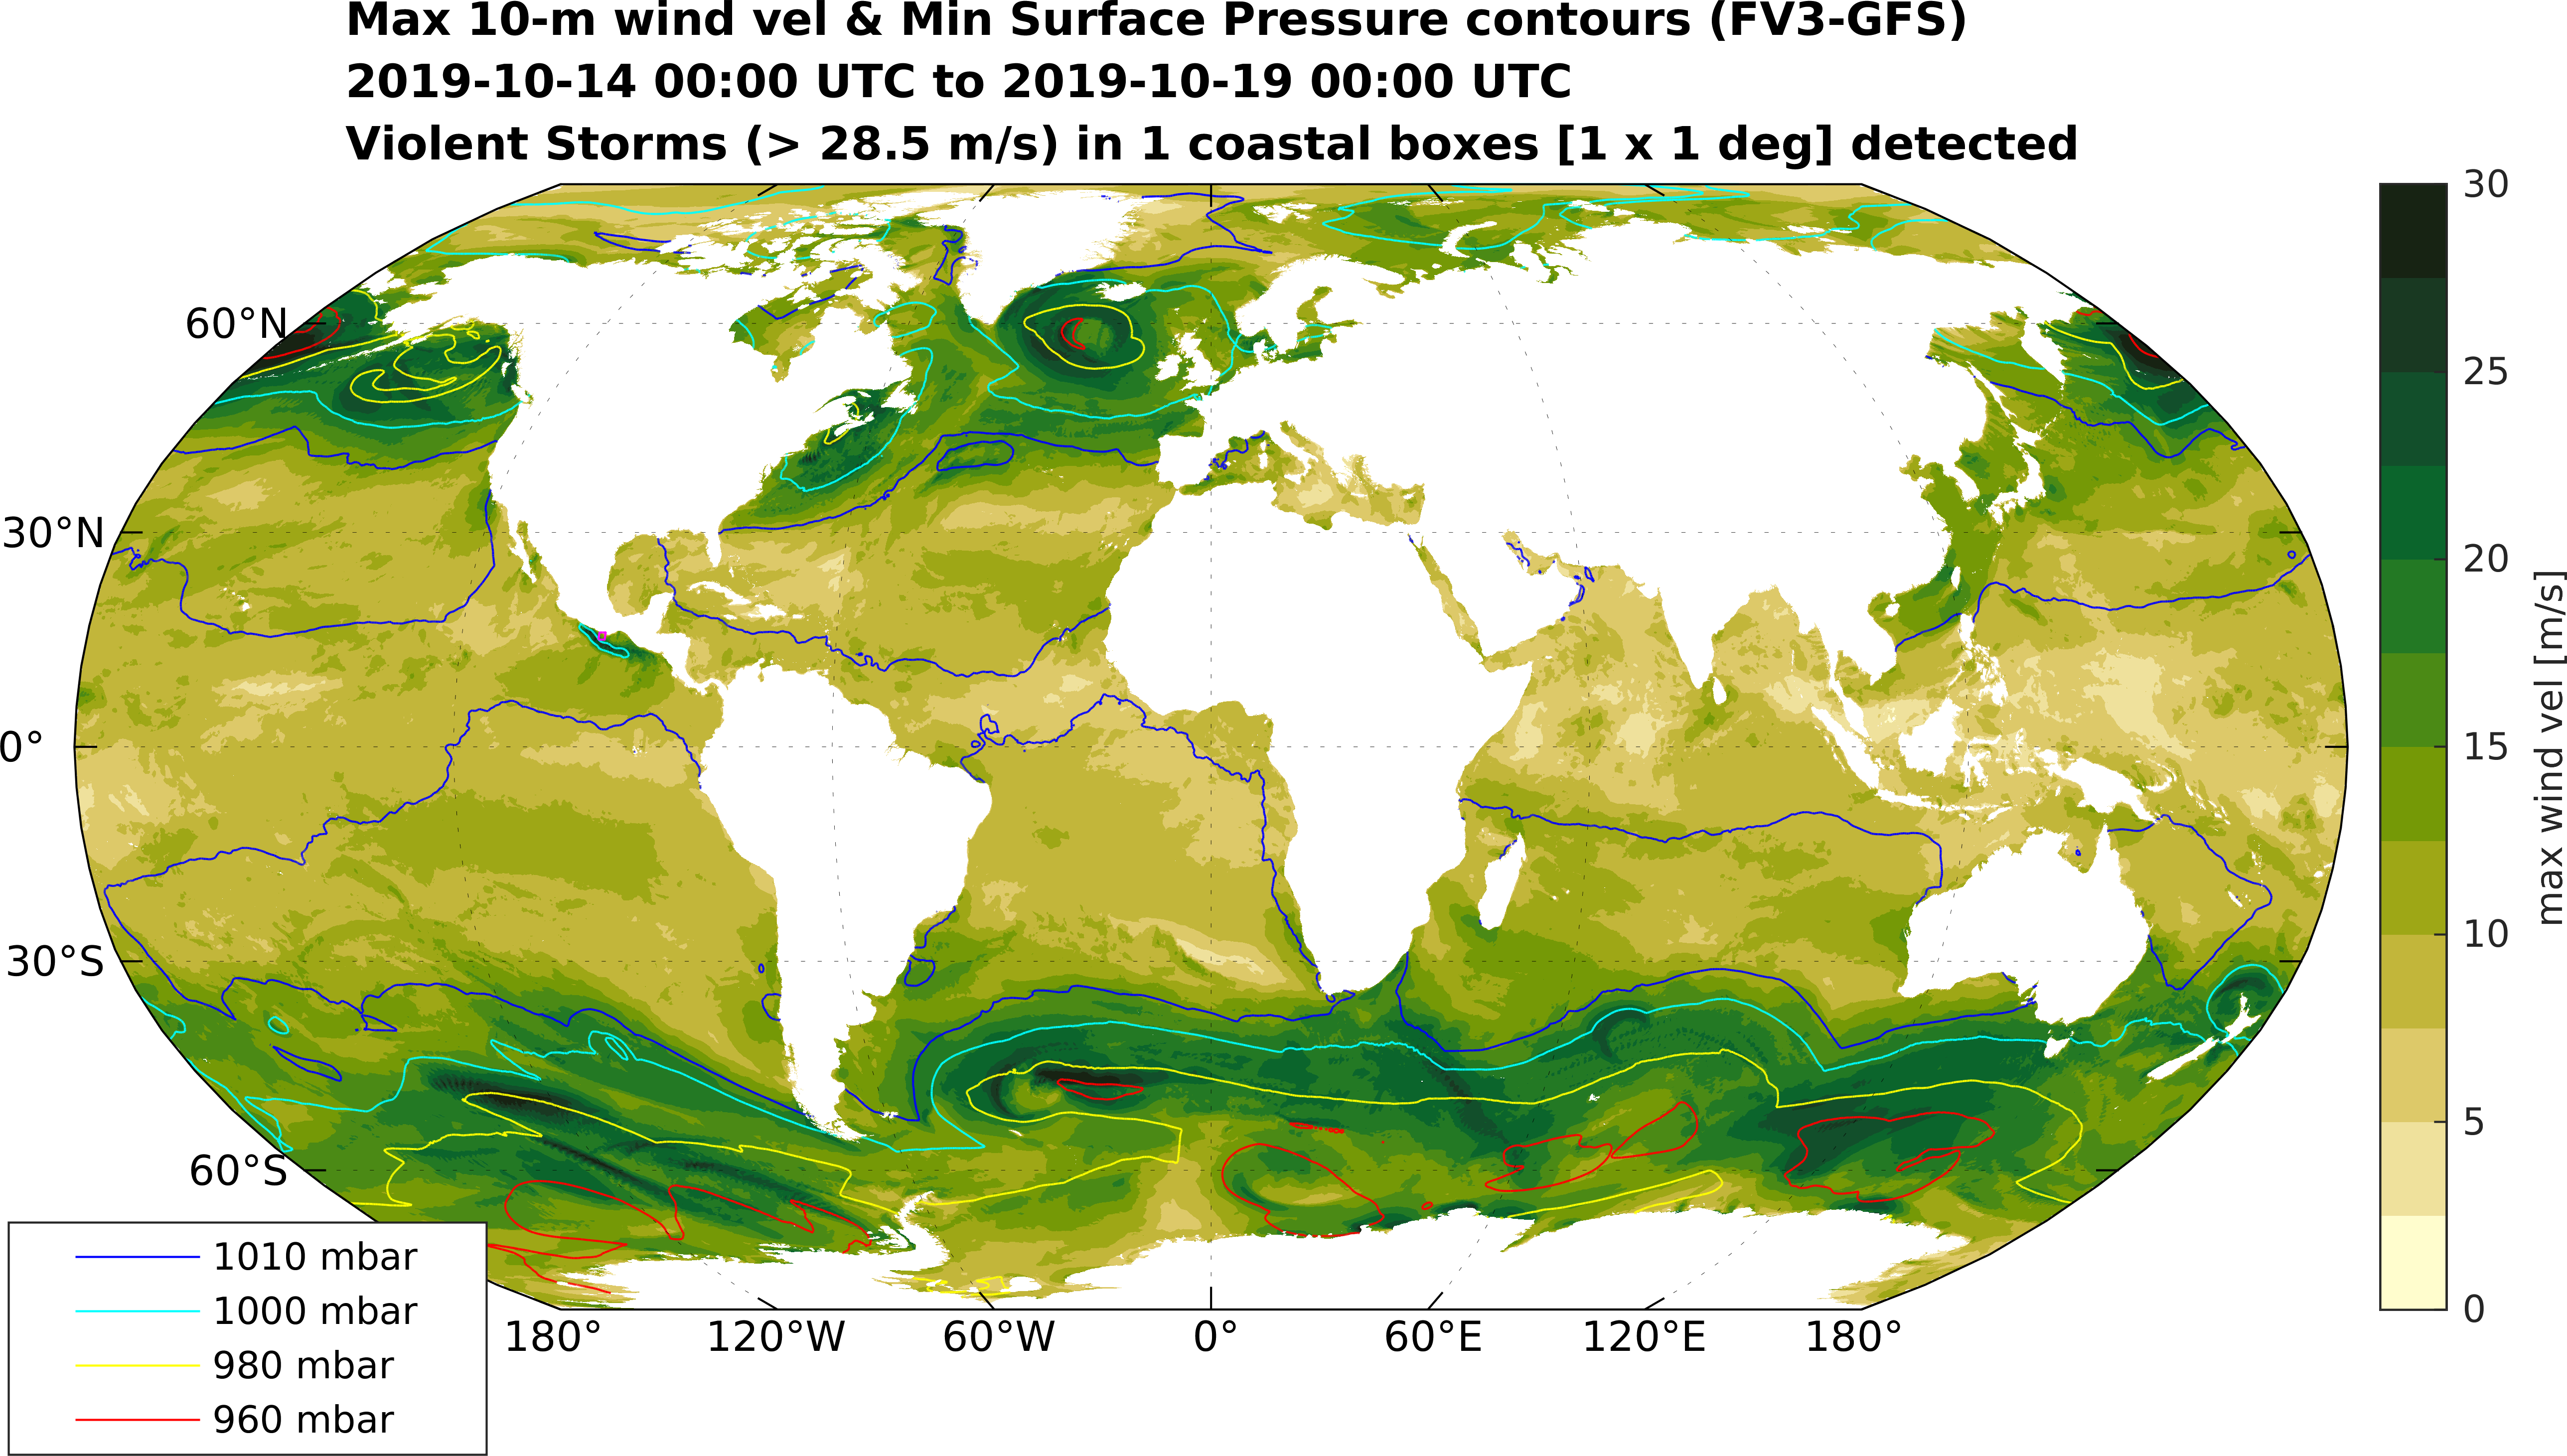 Max 10-m wind vel & Min Surface Pressure contours (FV3-GFS)
2019-10-14 00:00 UTC to 2019-10-19 00:00 UTC
Violent Storms (> 28.5 m/s) in 1 coastal boxes [1 x 1 deg] detected
60°N
30°N
0°
30°S
60°S
180°
120°W
60°W
0°
60°E
120°E
180°
1010 mbar
1000 mbar
980 mbar
960 mbar
30
25
20
15
10
5
0
max wind vel [m/s]